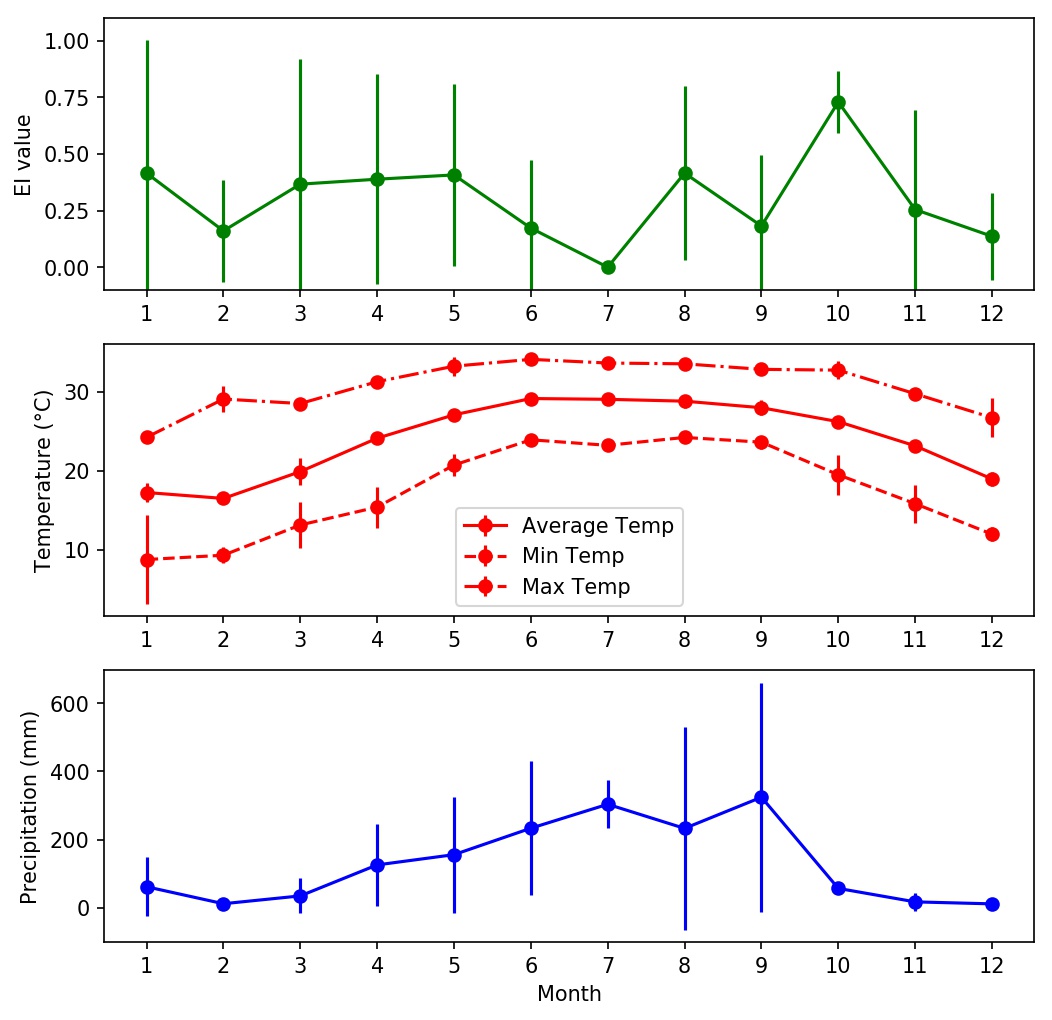 EI value
1.00
0.75
0.50
0.25
0.00
1 2 3 4 5 6 7 8 9 10 11 12
Temperature (°C)
30
20
10
Average Temp
Min Temp
Max Temp
1 2 3 4 5 6 7 8 9 10 11 12
Precipitation (mm)
600
400
200
0
1 2 3 4 5 6 7 8 9 10 11 12
Month